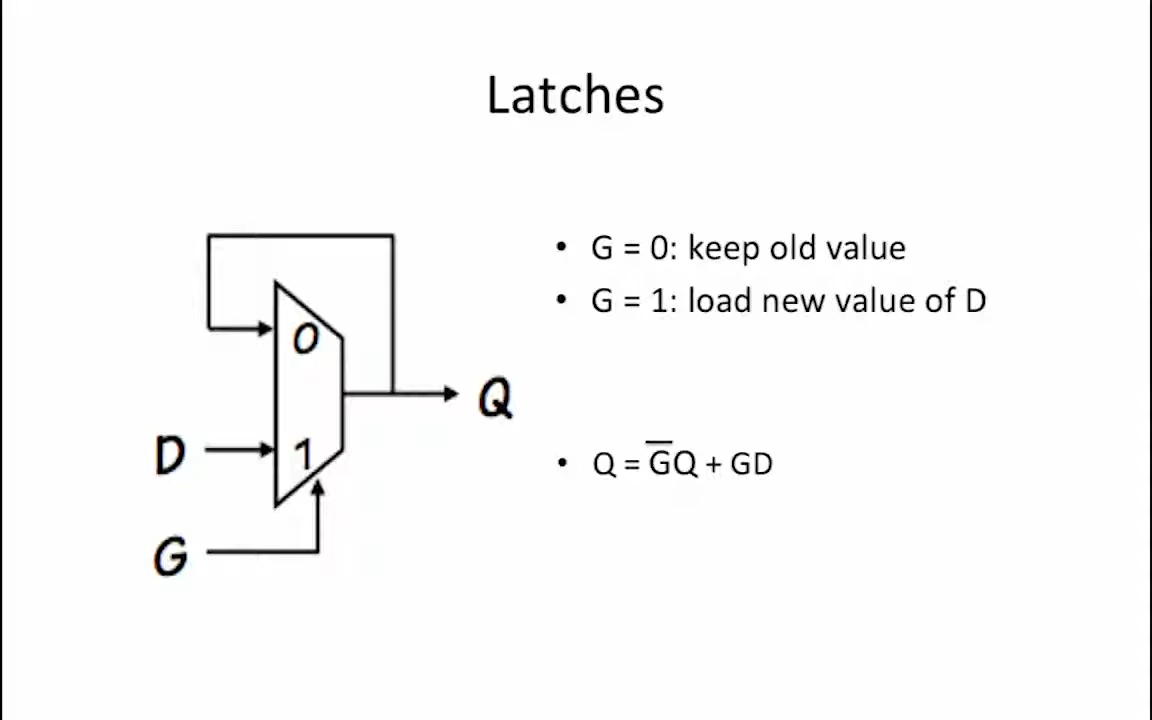 Latches
• G = 0: keep old value
• G = 1: load new value of D
0
Q
D
1
• Q = G̅Q + GD
G